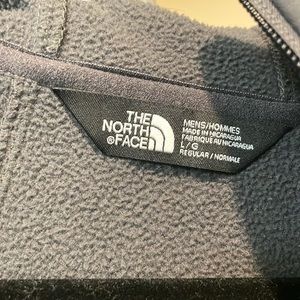 THE
NORTH
FACE
MENS/HOMMES
MADE IN NICARAGUA
FABRIQUÉ AU NICARAGUA
L/G
REGULAR / NORMALE